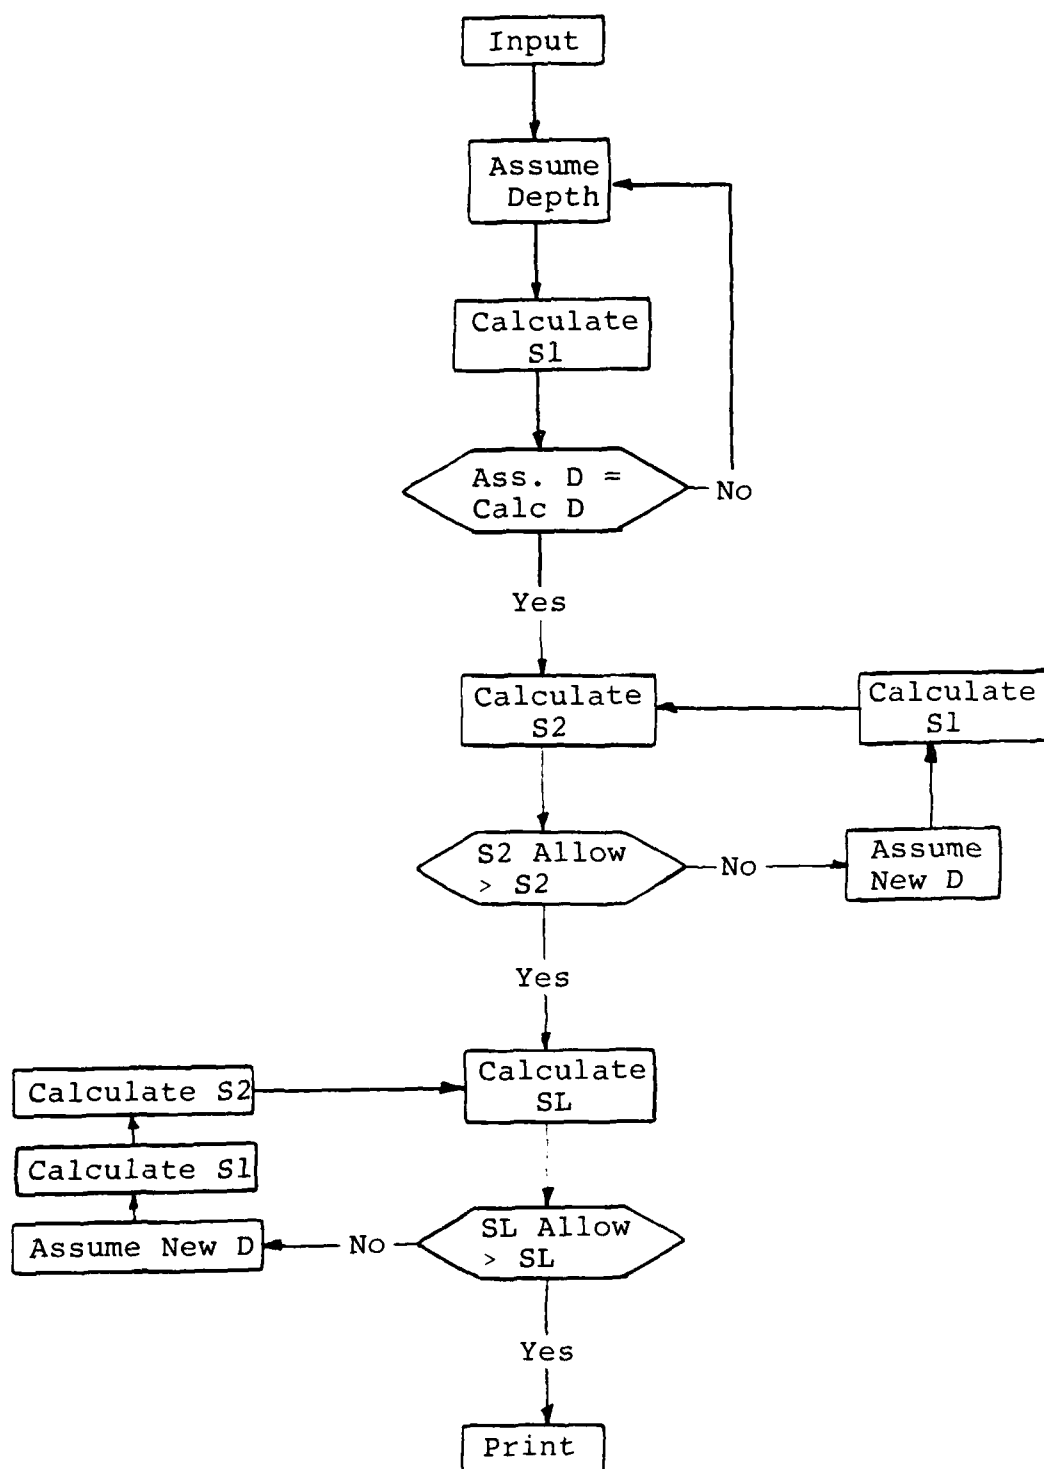 Input
Assume
Depth
Calculate
S1
Ass. D =
Calc D
No
Yes
Calculate
S2
Calculate
S1
S2 Allow
> S2
No
Assume
New D
Yes
Calculate
SL
Calculate S2
Calculate S1
Assume New D
No
SL Allow
> SL
Yes
Print